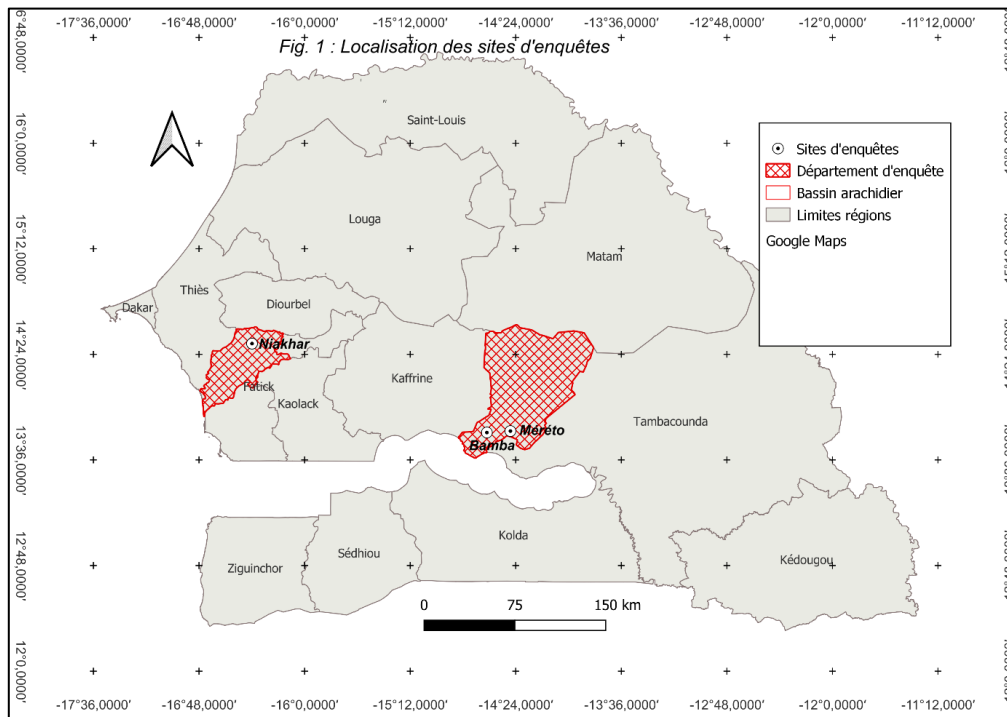 -17°36,0000' -16°48,0000' -16°0,0000' -15°12,0000' -14°24,0000' -13°36,0000' -12°48,0000' -12°0,0000' -11°12,0000'
Fig. 1 : Localisation des sites d'enquêtes
6°48,0000'
16°0,0000'
15°12,0000'
14°24,0000'
13°36,0000'
12°48,0000'
12°0,0000'
Saint-Louis
Sites d'enquêtes
Département d'enquête
Bassin arachidier
Limites régions
Google Maps
Louga
Matam
Thiès
Diourbel
Dakar
Niakhar
Fatick
Kaffrine
Kaolack
Tambacounda
Méréto
Bamba
Kolda
Sédhiou
Ziguinchor
Kédougou
0 75 150 km
-17°36,0000' -16°48,0000' -16°0,0000' -15°12,0000' -14°24,0000' -13°36,0000' -12°48,0000' -12°0,0000' -11°12,0000'